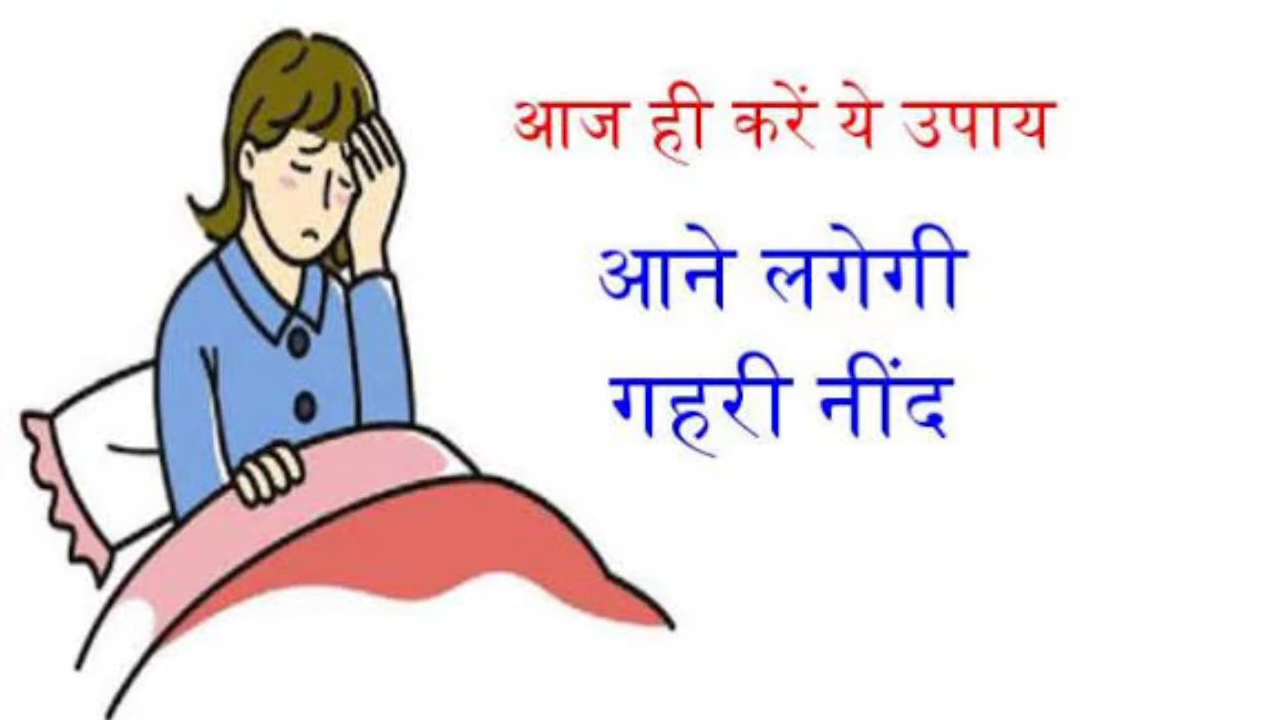 आज ही करें ये उपाय
आने लगेगी
गहरी नींद